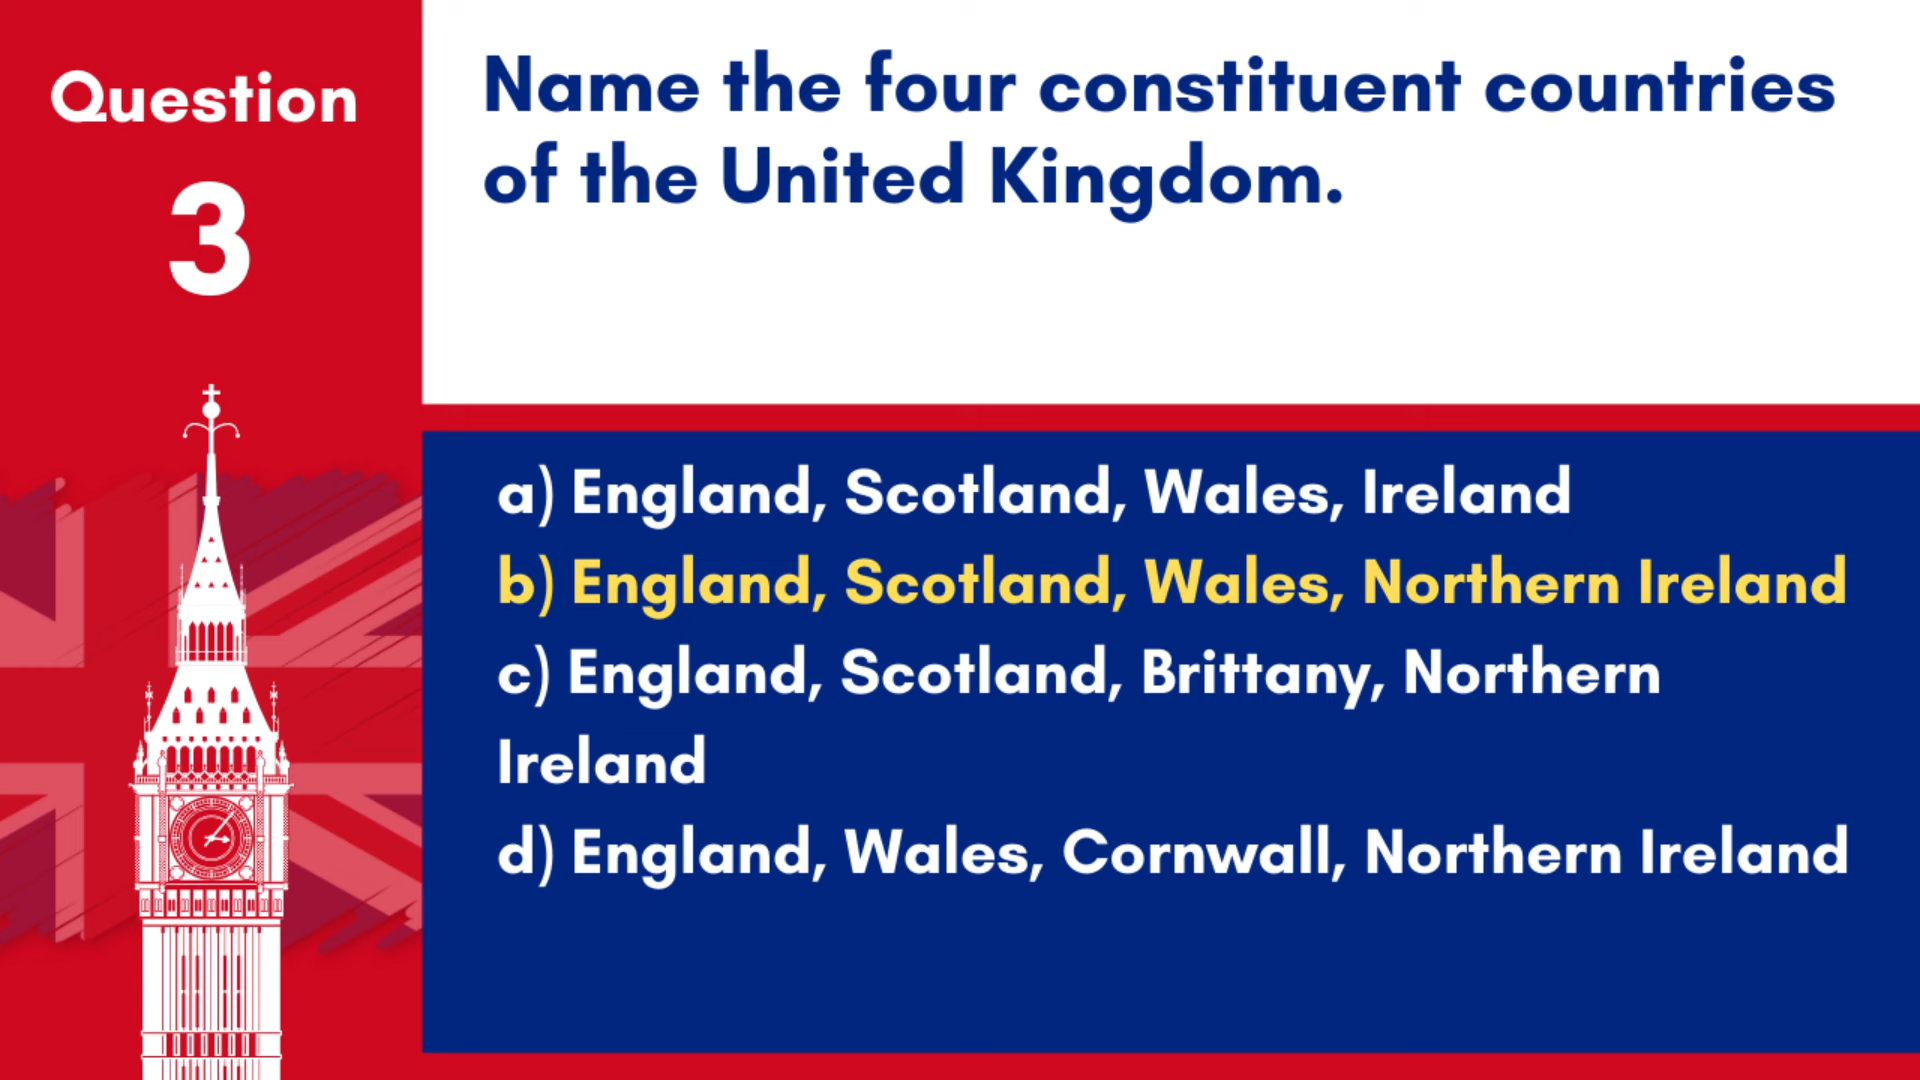 Question
3
Name the four constituent countries
of the United Kingdom.
a) England, Scotland, Wales, Ireland
b) England, Scotland, Wales, Northern Ireland
c) England, Scotland, Brittany, Northern
Ireland
d) England, Wales, Cornwall, Northern Ireland